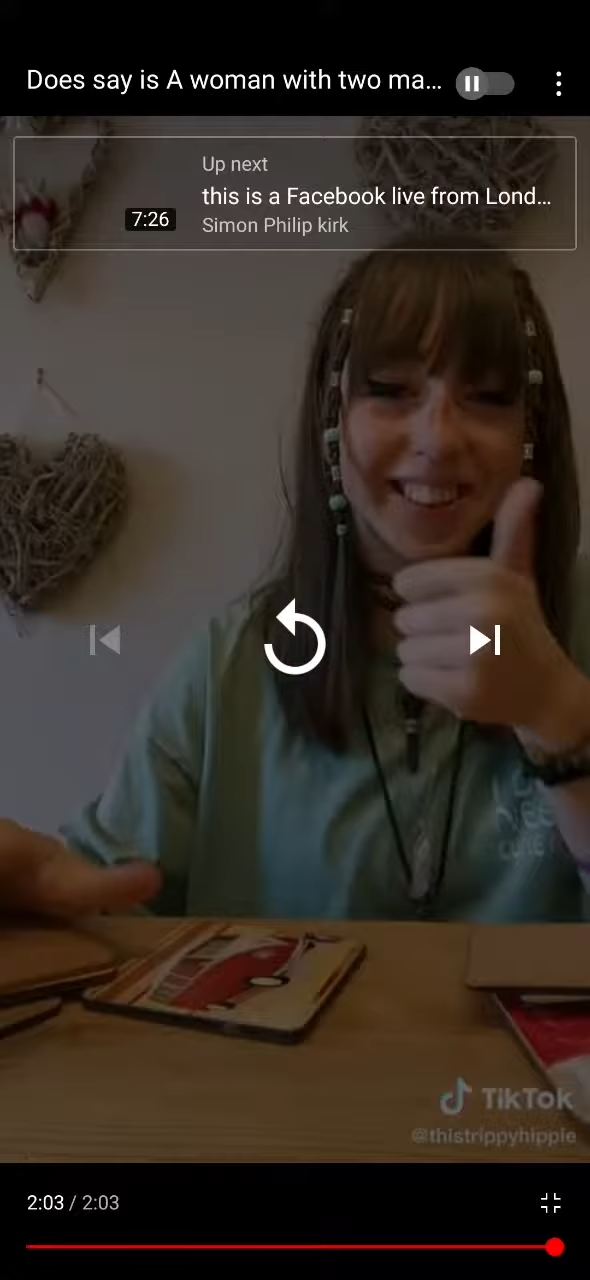 Does say is A woman with two ma...
Up next
this is a Facebook live from Lond...
7:26
Simon Philip kirk
TikTok
@thistrippyhippie
2:03 / 2:03